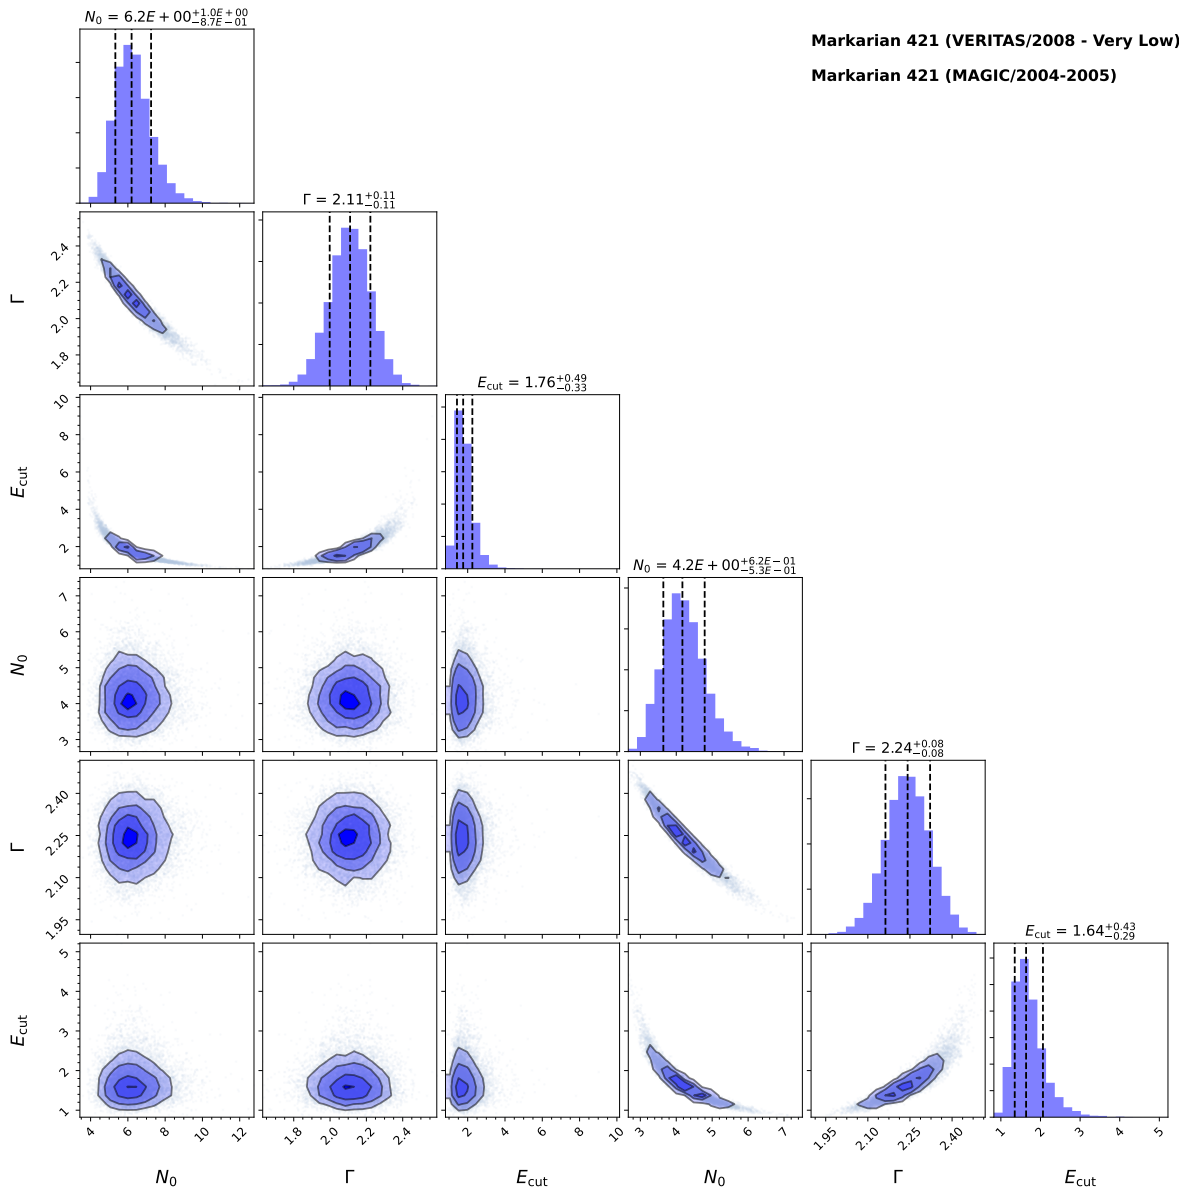 N₀ = 6.2E + 00 +1.0E+00 −8.7E−01
Markarian 421 (VERITAS/2008 - Very Low)
Markarian 421 (MAGIC/2004-2005)
Γ = 2.11 +0.11 −0.11
2.4
2.2
2.0
1.8
Γ
E_cut = 1.76 +0.49 −0.33
10
8
6
4
2
E_cut
N₀ = 4.2E + 00 +6.2E−01 −5.3E−01
7
6
5
4
3
N₀
Γ = 2.24 +0.08 −0.08
2.40
2.25
2.10
1.95
Γ
E_cut = 1.64 +0.43 −0.29
5
4
3
2
1
E_cut
4 6 8 10 12 1.8 2.0 2.2 2.4 2 4 6 8 10 3 4 5 6 7 1.95 2.10 2.25 2.40 1 2 3 4 5
N₀ Γ E_cut N₀ Γ E_cut